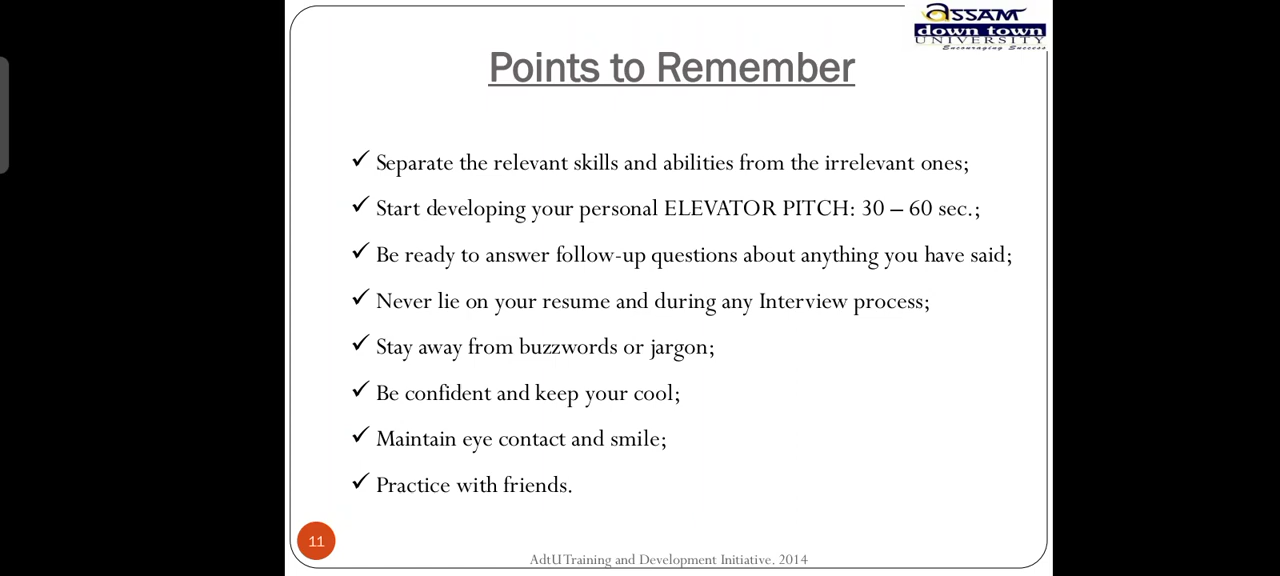 ASSAM
down town
UNIVERSITY
Encouraging Success
Points to Remember
✓ Separate the relevant skills and abilities from the irrelevant ones;
✓ Start developing your personal ELEVATOR PITCH: 30 – 60 sec.;
✓ Be ready to answer follow-up questions about anything you have said;
✓ Never lie on your resume and during any Interview process;
✓ Stay away from buzzwords or jargon;
✓ Be confident and keep your cool;
✓ Maintain eye contact and smile;
✓ Practice with friends.
11
AdtU Training and Development Initiative. 2014